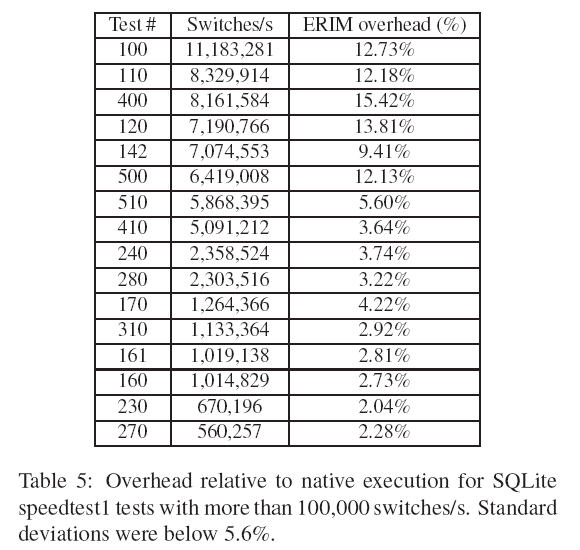 Test # Switches/s ERIM overhead (%)
100 11,183,281 12.73%
110 8,329,914 12.18%
400 8,161,584 15.42%
120 7,190,766 13.81%
142 7,074,553 9.41%
500 6,419,008 12.13%
510 5,868,395 5.60%
410 5,091,212 3.64%
240 2,358,524 3.74%
280 2,303,516 3.22%
170 1,264,366 4.22%
310 1,133,364 2.92%
161 1,019,138 2.81%
160 1,014,829 2.73%
230 670,196 2.04%
270 560,257 2.28%
Table 5: Overhead relative to native execution for SQLite
speedtest1 tests with more than 100,000 switches/s. Standard
deviations were below 5.6%.